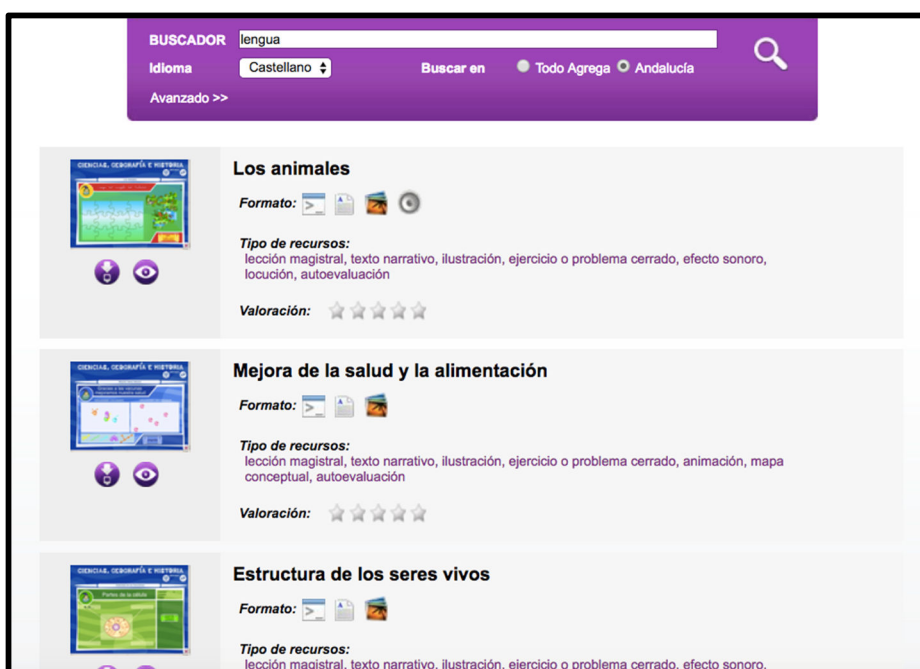 BUSCADOR lengua
Idioma Castellano Buscar en Todo Agrega Andalucía
Avanzado >>
CIENCIAS, GEOGRAFÍA E HISTORIA
Los animales
Formato:
Tipo de recursos:
lección magistral, texto narrativo, ilustración, ejercicio o problema cerrado, efecto sonoro,
locución, autoevaluación
Valoración:
CIENCIAS, GEOGRAFÍA E HISTORIA
Mejora de la salud y la alimentación
Formato:
Tipo de recursos:
lección magistral, texto narrativo, ilustración, ejercicio o problema cerrado, animación, mapa
conceptual, autoevaluación
Valoración:
CIENCIAS, GEOGRAFÍA E HISTORIA
Partes de la célula
Estructura de los seres vivos
Formato:
Tipo de recursos:
lección magistral, texto narrativo, ilustración, ejercicio o problema cerrado, efecto sonoro,